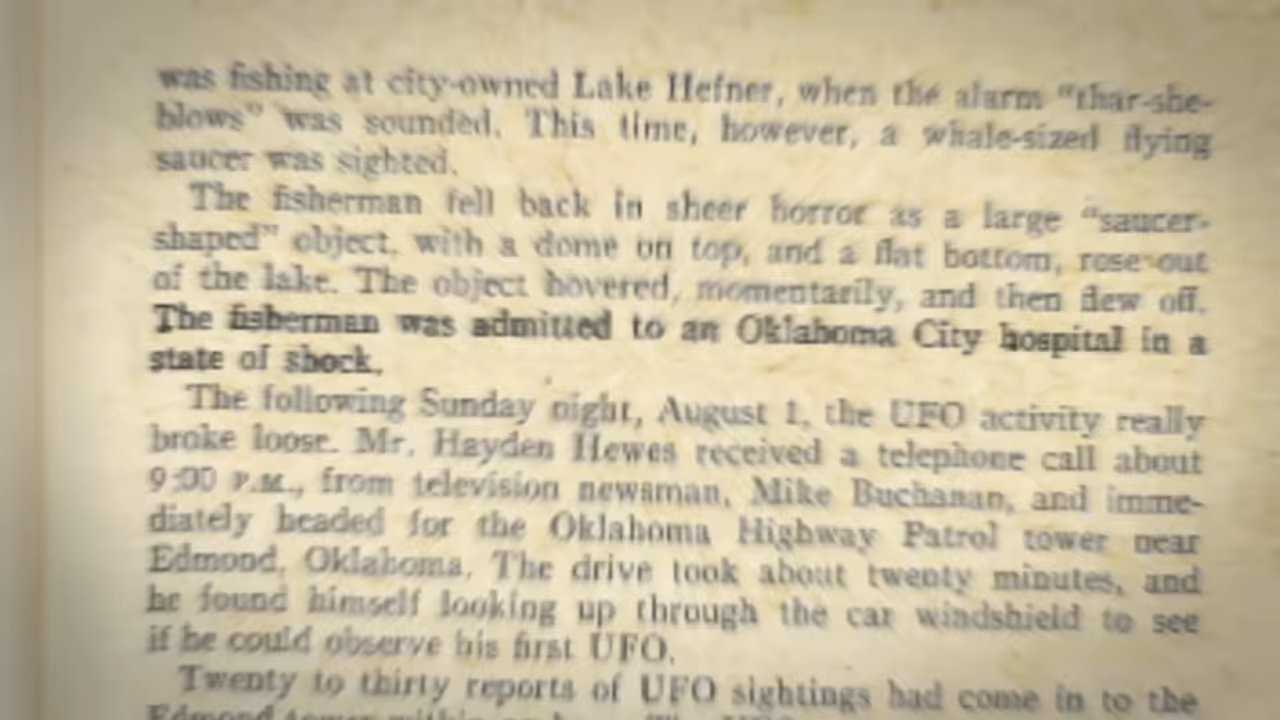 was fishing at city-owned Lake Hefner, when the alarm "thar-she-
blows" was sounded. This time, however, a whale-sized flying
saucer was sighted.
The fisherman fell back in sheer horror as a large "saucer-
shaped" object, with a dome on top, and a flat bottom, rose out
of the lake. The object hovered, momentarily, and then flew off.
The fisherman was admitted to an Oklahoma City hospital in a
state of shock.
The following Sunday night, August 1, the UFO activity really
broke loose. Mr. Hayden Hewes received a telephone call about
9:00 P.M., from television newsman, Mike Buchanan, and imme-
diately headed for the Oklahoma Highway Patrol tower near
Edmond, Oklahoma. The drive took about twenty minutes, and
he found himself looking up through the car windshield to see
if he could observe his first UFO.
Twenty to thirty reports of UFO sightings had come in to the
Edmond tower within